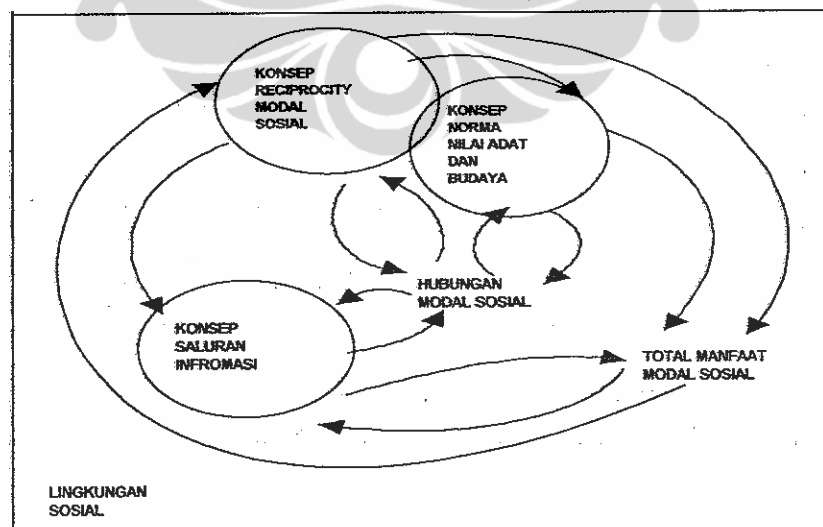 KONSEP
RECIPROCITY
MODAL
SOSIAL
KONSEP
NORMA
NILAI ADAT
DAN
BUDAYA
HUBUNGAN
MODAL SOSIAL
KONSEP
SALURAN
INFROMASI
TOTAL MANFAAT
MODAL SOSIAL
LINGKUNGAN
SOSIAL